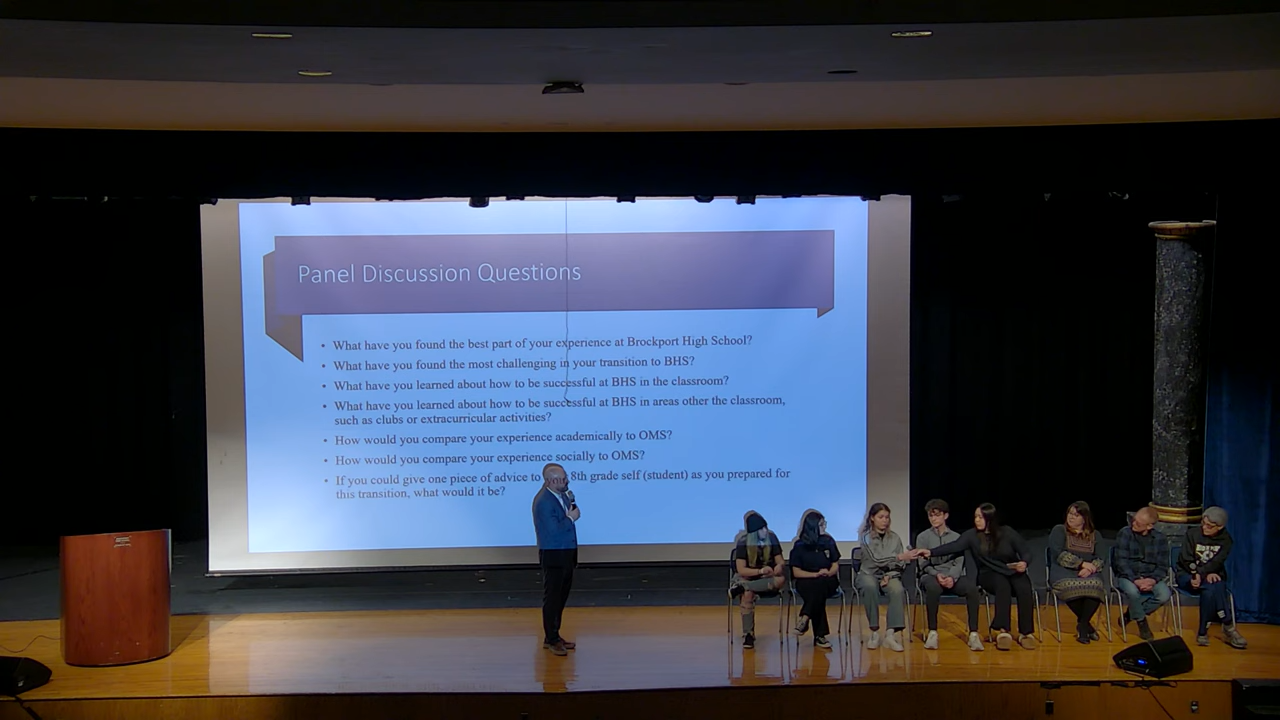 Panel Discussion Questions
• What have you found the best part of your experience at Brockport High School?
• What have you found the most challenging in your transition to BHS?
• What have you learned about how to be successful at BHS in the classroom?
• What have you learned about how to be successful at BHS in areas other the classroom,
such as clubs or extracurricular activities?
• How would you compare your experience academically to OMS?
• How would you compare your experience socially to OMS?
• If you could give one piece of advice to 8th grade self (student) as you prepared for
this transition, what would it be?